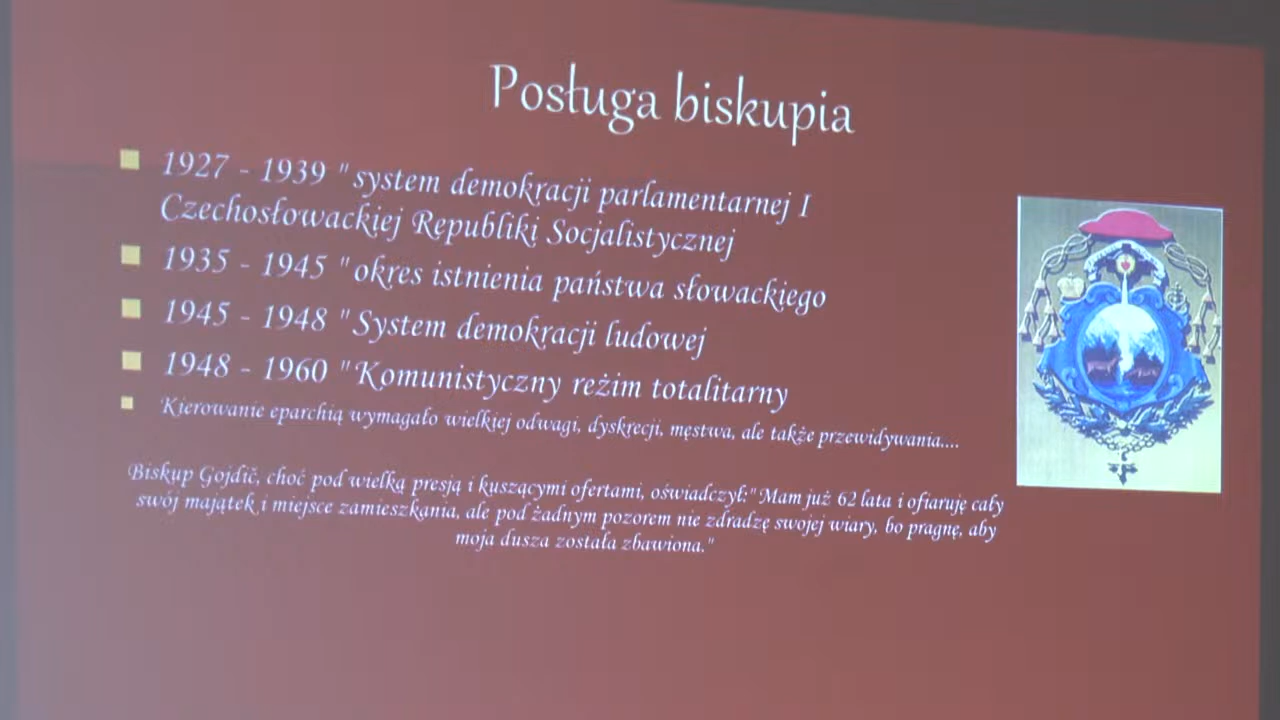 Posługa biskupia
1927 - 1939 " system demokracji parlamentarnej I
Czechosłowackiej Republiki Socjalistycznej
1935 - 1945 " okres istnienia państwa słowackiego
1945 - 1948 " System demokracji ludowej
1948 - 1960 " Komunistyczny reżim totalitarny
Kierowanie eparchią wymagało wielkiej odwagi, dyskrecji, męstwa, ale także przewidywania....
Biskup Gojdič, choć pod wielką presją i kuszącymi ofertami, oświadczył:" Mam już 62 lata i ofiaruję cały
swój majątek i miejsce zamieszkania, ale pod żadnym pozorem nie zdradzę swojej wiary, bo pragnę, aby
moja dusza została zbawiona."